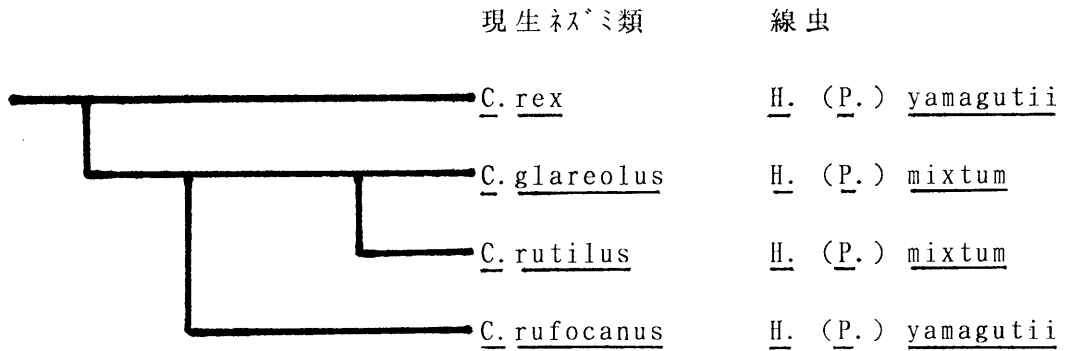 現生ﾈｽﾞﾐ類 線虫
C. rex H. (P.) yamagutii
C. glareolus H. (P.) mixtum
C. rutilus H. (P.) mixtum
C. rufocanus H. (P.) yamagutii